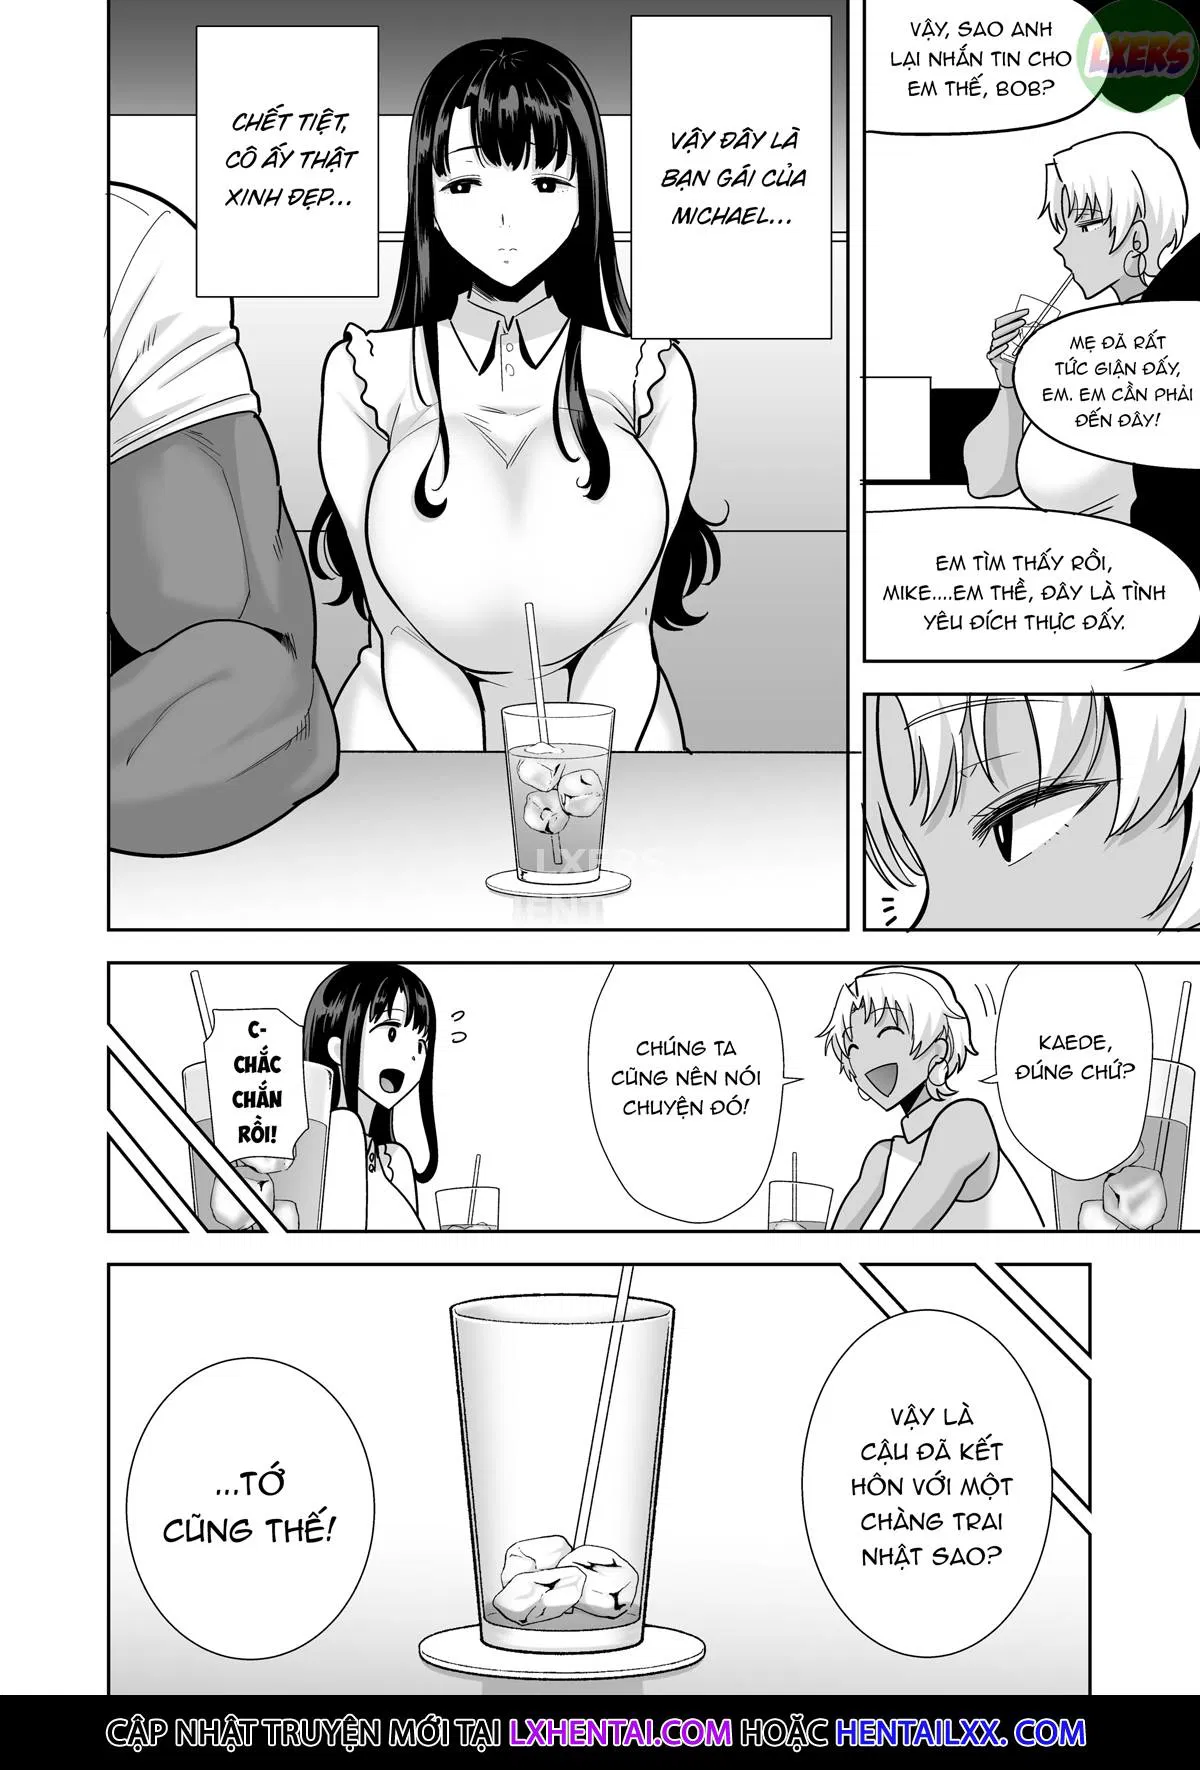 VẬY, SAO ANH
LẠI NHẮN TIN CHO
EM THẾ, BOB?
LXERS
MẸ ĐÃ RẤT
TỨC GIẬN ĐẤY,
EM. EM CẦN PHẢI
ĐẾN ĐÂY!
EM TÌM THẤY RỒI,
MIKE....EM THỀ, ĐÂY LÀ TÌNH
YÊU ĐÍCH THỰC ĐẤY.
VẬY ĐÂY LÀ
BẠN GÁI CỦA
MICHAEL...
CHẾT TIỆT,
CÔ ẤY THẬT
XINH ĐẸP...
LXERS
KAEDE,
ĐÚNG CHỨ?
CHÚNG TA
CŨNG NÊN NÓI
CHUYỆN ĐÓ!
C-
CHẮC
CHẮN
RỒI!
VẬY LÀ
CẬU ĐÃ KẾT
HÔN VỚI MỘT
CHÀNG TRAI
NHẬT SAO?
...TỚ
CŨNG THẾ!
CẬP NHẬT TRUYỆN MỚI TẠI LXHENTAI.COM HOẶC HENTAILXX. COM